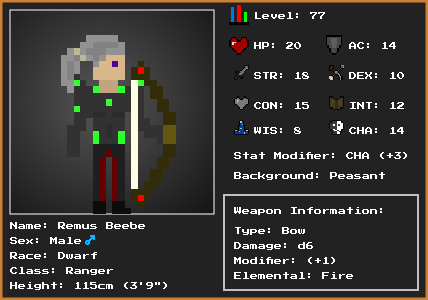 Level: 77
HP: 20 AC: 14
STR: 18 DEX: 10
CON: 15 INT: 12
WIS: 8 CHA: 14
Stat Modifier: CHA (+3)
Background: Peasant
Weapon Information:
Type: Bow
Damage: d6
Modifier: (+1)
Elemental: Fire
Name: Remus Beebe
Sex: Male ♂
Race: Dwarf
Class: Ranger
Height: 115cm (3'9")